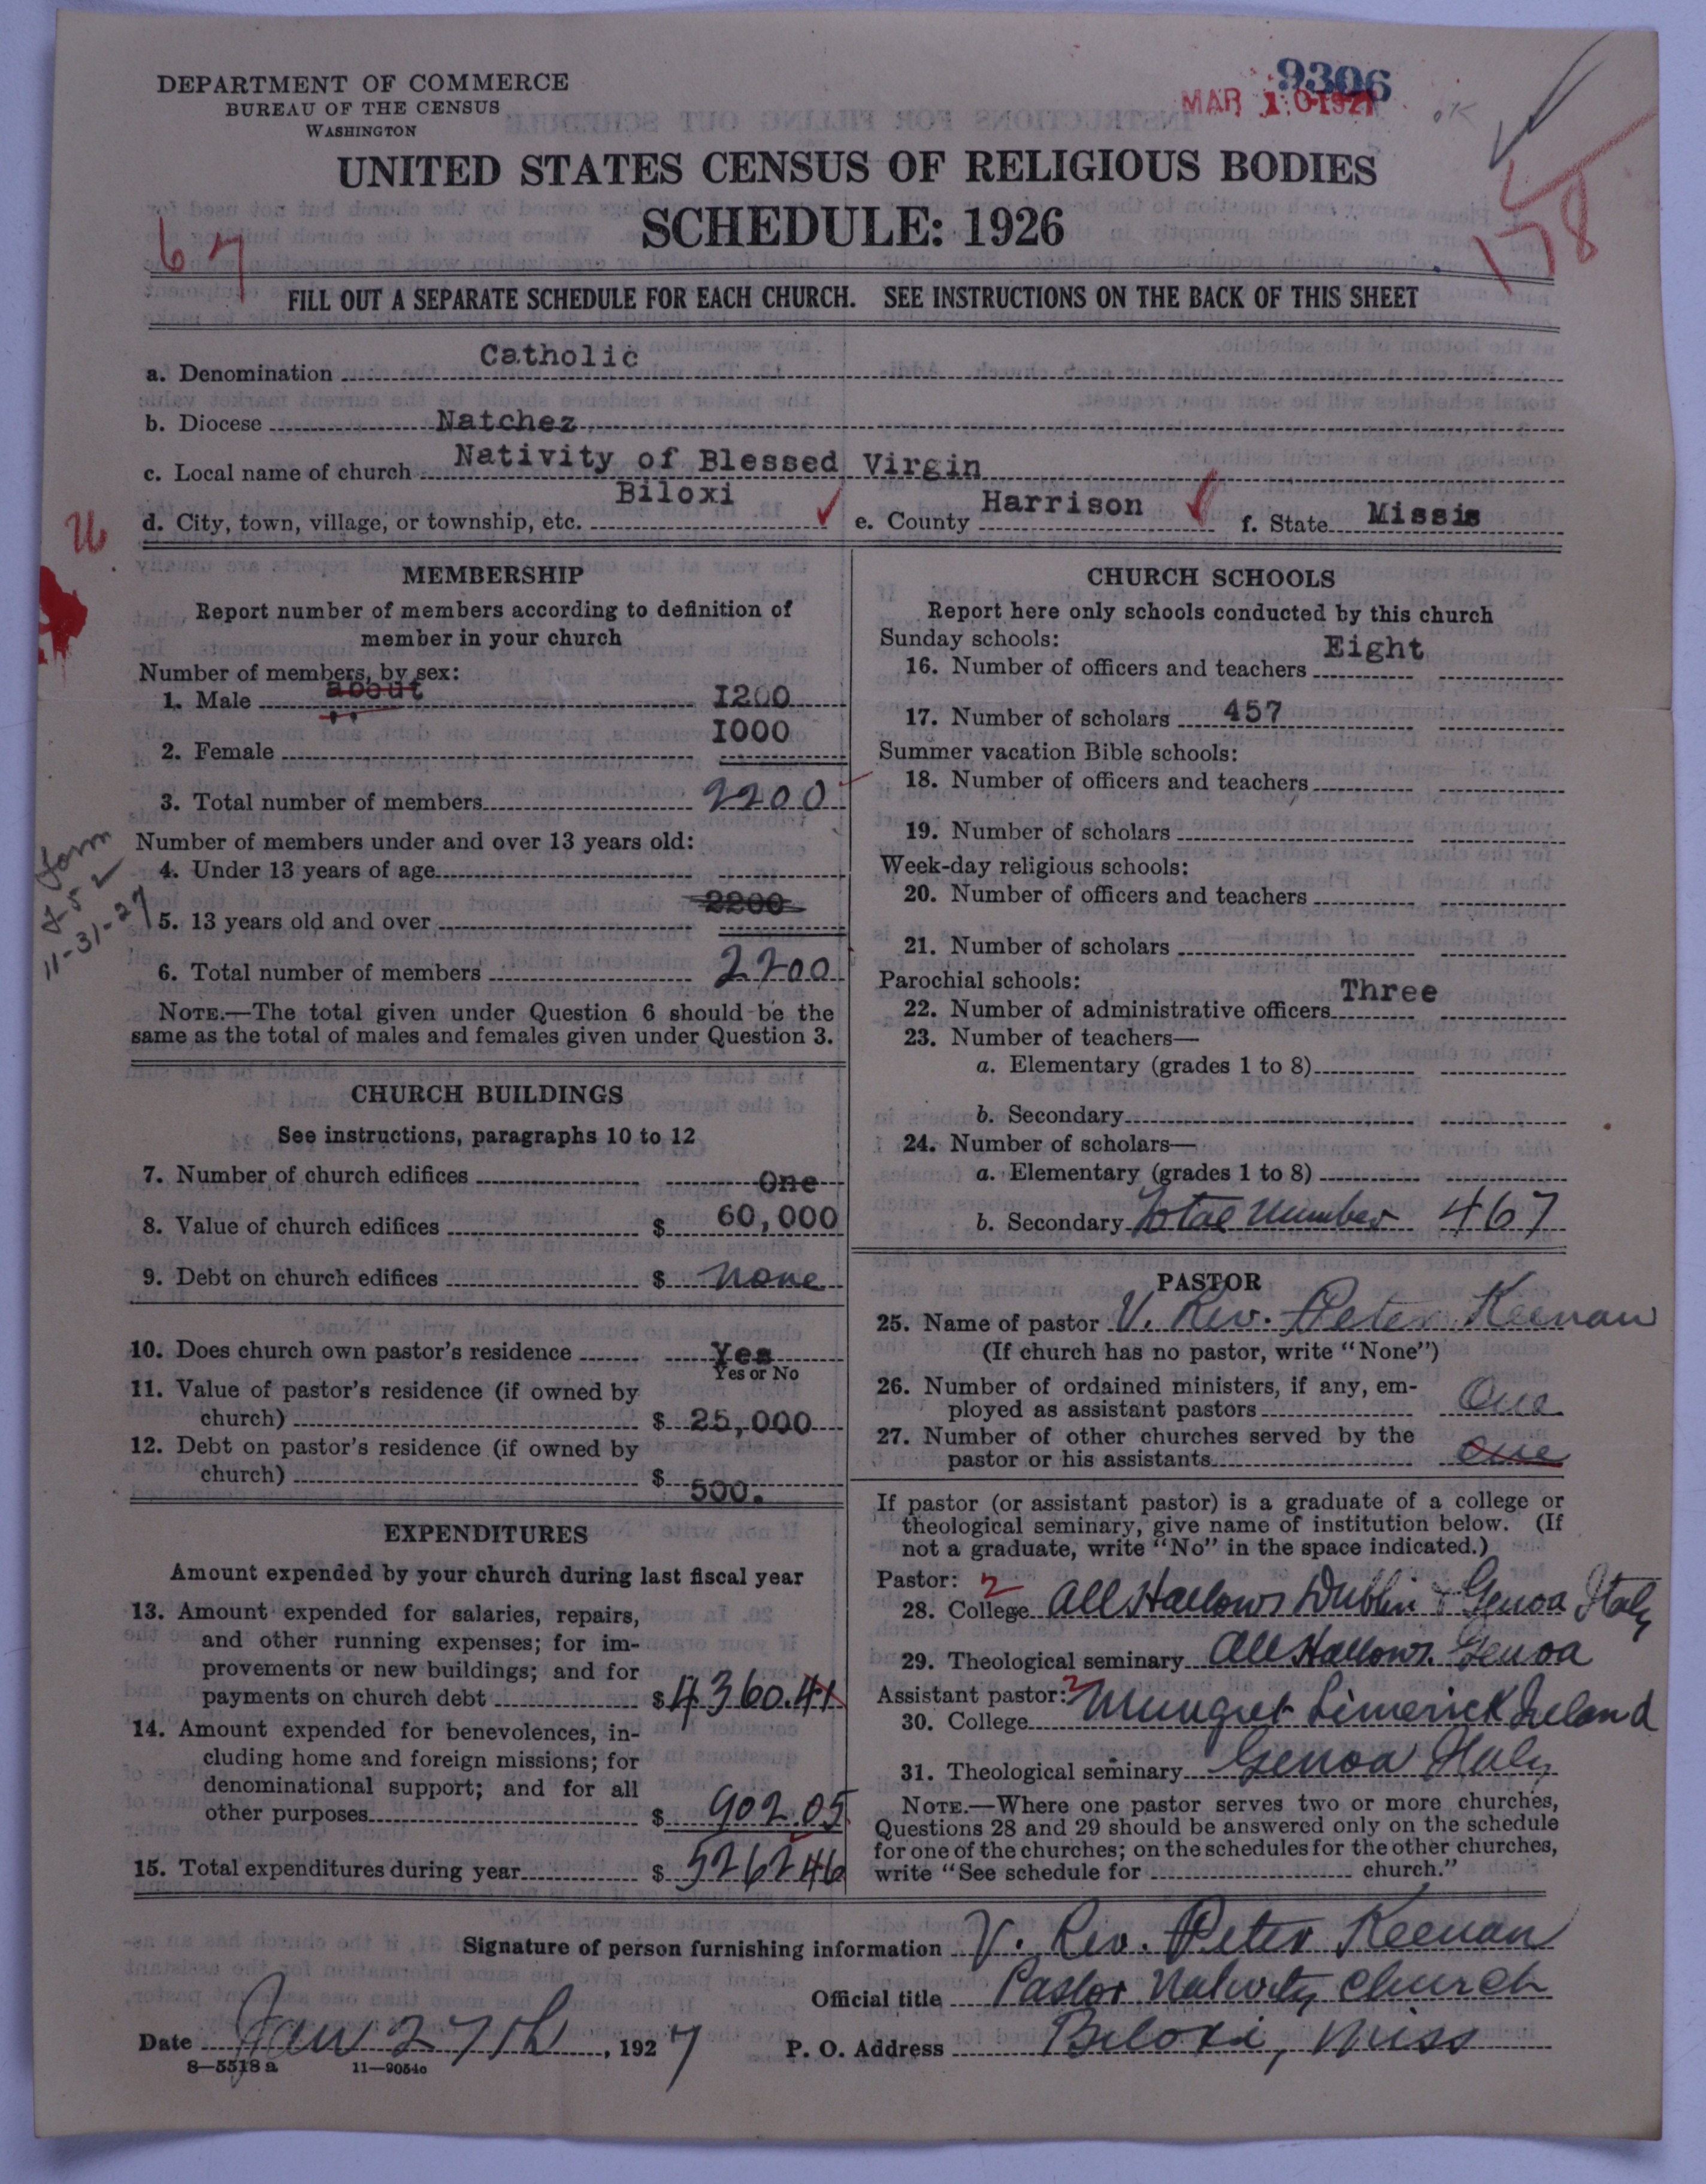 DEPARTMENT OF COMMERCE
BUREAU OF THE CENSUS
WASHINGTON
9306
MAR 10 1927
OK
UNITED STATES CENSUS OF RELIGIOUS BODIES
SCHEDULE: 1926
67
178
FILL OUT A SEPARATE SCHEDULE FOR EACH CHURCH. SEE INSTRUCTIONS ON THE BACK OF THIS SHEET
a. Denomination Catholic
b. Diocese Natchez
c. Local name of church Nativity of Blessed Virgin
d. City, town, village, or township, etc. Biloxi e. County Harrison f. State Missis
MEMBERSHIP
Report number of members according to definition of
member in your church
Number of members, by sex:
1. Male about 1200
2. Female 1000
3. Total number of members 2200
Number of members under and over 13 years old:
4. Under 13 years of age
5. 13 years old and over 2200
6. Total number of members 2200
Form
452
11-31-27
NOTE.—The total given under Question 6 should be the
same as the total of males and females given under Question 3.
CHURCH BUILDINGS
See instructions, paragraphs 10 to 12
7. Number of church edifices One
8. Value of church edifices $ 60,000
9. Debt on church edifices $ none
10. Does church own pastor's residence Yes
Yes or No
11. Value of pastor's residence (if owned by
church) $ 25,000
12. Debt on pastor's residence (if owned by
church) $ 500.
EXPENDITURES
Amount expended by your church during last fiscal year
13. Amount expended for salaries, repairs,
and other running expenses; for im-
provements or new buildings; and for
payments on church debt $ 4360.41
14. Amount expended for benevolences, in-
cluding home and foreign missions; for
denominational support; and for all
other purposes $ 902.05
15. Total expenditures during year $ 5262 46
CHURCH SCHOOLS
Report here only schools conducted by this church
Sunday schools:
16. Number of officers and teachers Eight
17. Number of scholars 457
Summer vacation Bible schools:
18. Number of officers and teachers
19. Number of scholars
Week-day religious schools:
20. Number of officers and teachers
21. Number of scholars
Parochial schools:
22. Number of administrative officers Three
23. Number of teachers—
a. Elementary (grades 1 to 8)
b. Secondary
24. Number of scholars—
a. Elementary (grades 1 to 8)
b. Secondary Total Number 467
PASTOR
25. Name of pastor V. Rev. Peter Keenan
(If church has no pastor, write "None")
26. Number of ordained ministers, if any, em-
ployed as assistant pastors One
27. Number of other churches served by the
pastor or his assistants One
If pastor (or assistant pastor) is a graduate of a college or
theological seminary, give name of institution below. (If
not a graduate, write "No" in the space indicated.)
Pastor: 2
28. College All Hallows Dublin & Genoa Italy
29. Theological seminary All Hallows. Genoa
Assistant pastor: 2
30. College Mungret Limerick Ireland
31. Theological seminary Genoa Italy
NOTE.—Where one pastor serves two or more churches,
Questions 28 and 29 should be answered only on the schedule
for one of the churches; on the schedules for the other churches,
write "See schedule for church."
Signature of person furnishing information V. Rev. Peter Keenan
Official title Pastor Nativity Church
Date Jan 27th, 1927 P. O. Address Biloxi, Miss
8—5518 a 11—9054c